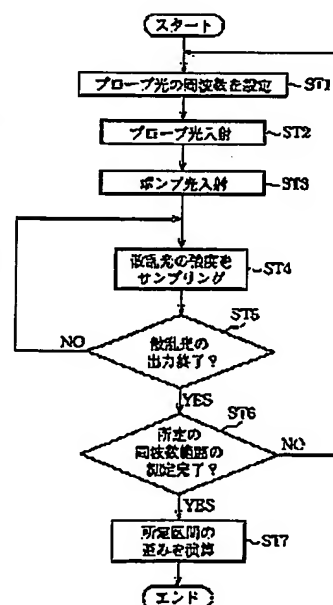 スタート
プローブ光の周波数を設定
ST1
プローブ光入射
ST2
ポンプ光入射
ST3
散乱光の強度を
サンプリング
ST4
ST5
散乱光の
出力終了?
NO
YES
ST6
所定の
周波数範囲の
測定完了?
NO
YES
所定区間の
歪みを演算
ST7
エンド